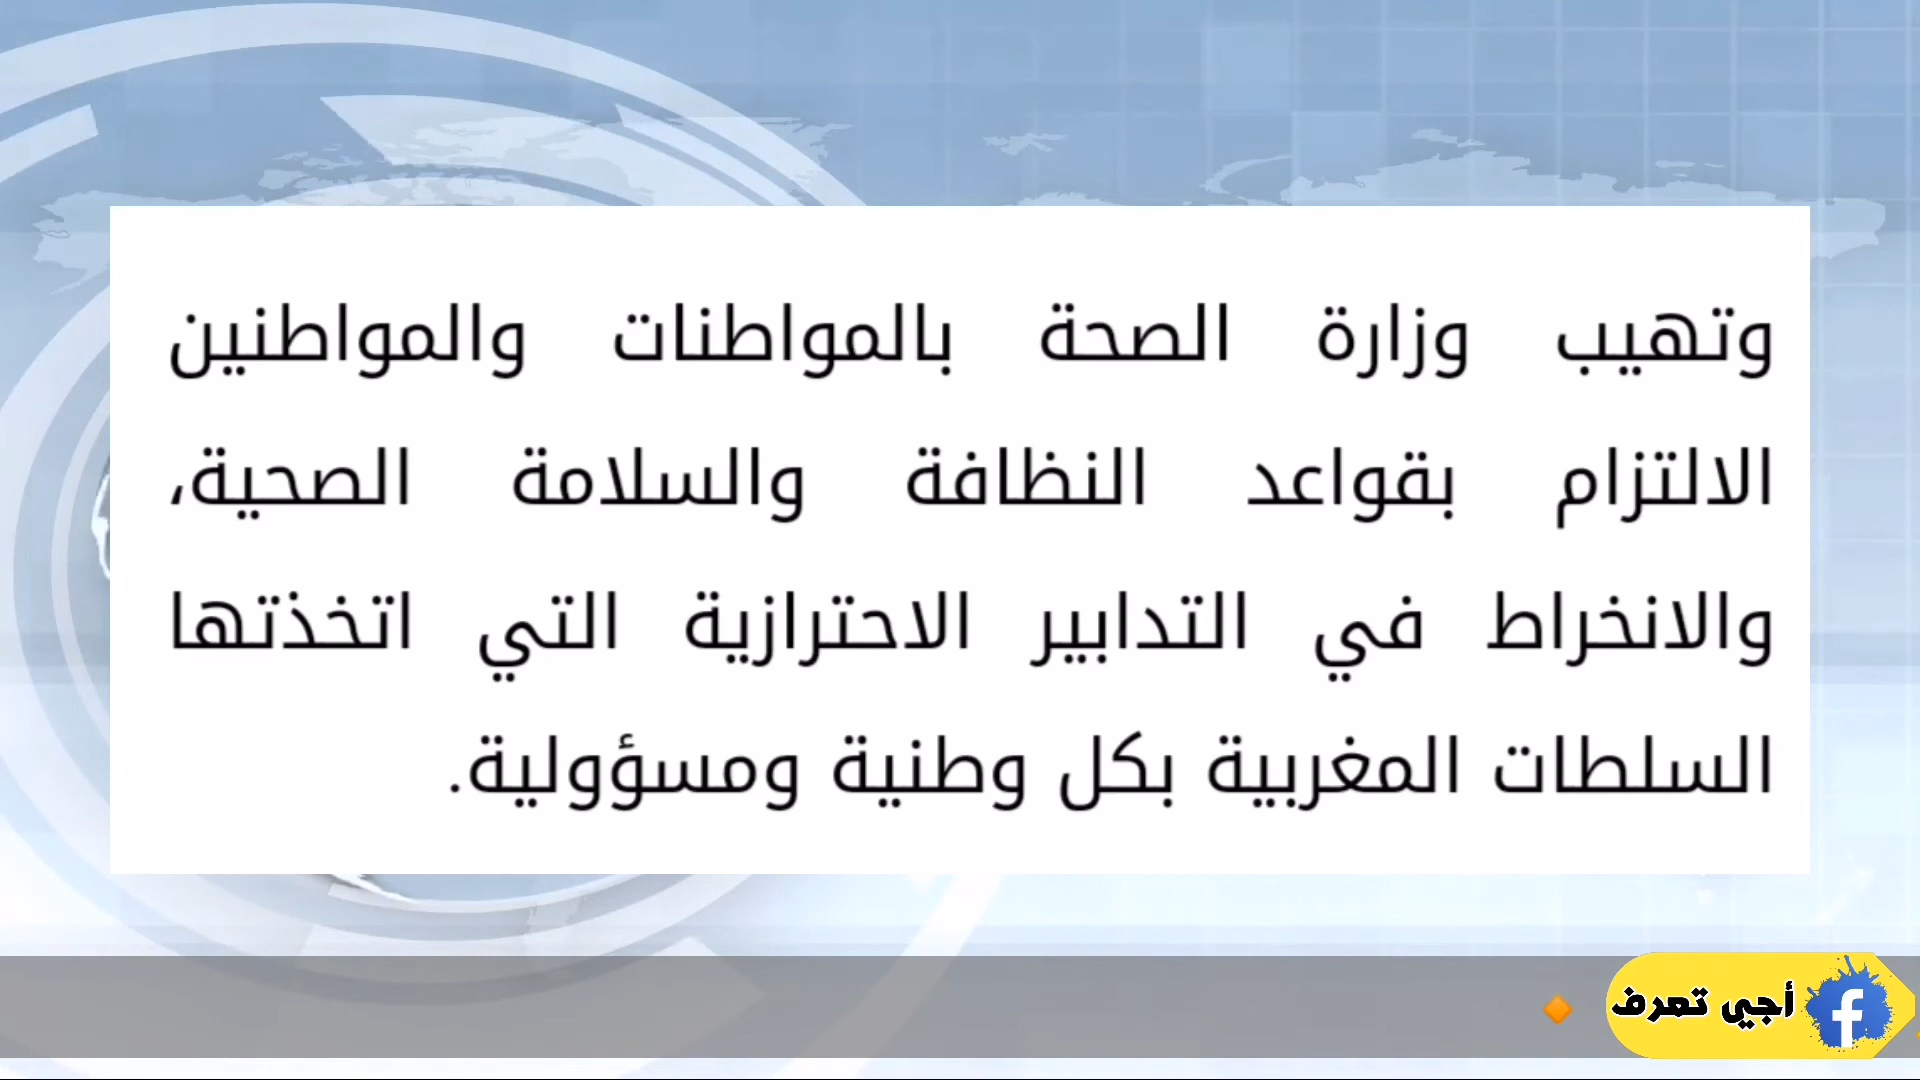 وتهيب وزارة الصحة بالمواطنات والمواطنين
الالتزام بقواعد النظافة والسلامة الصحية،
والانخراط في التدابير الاحترازية التي اتخذتها
السلطات المغربية بكل وطنية ومسؤولية.
أجي تعرف